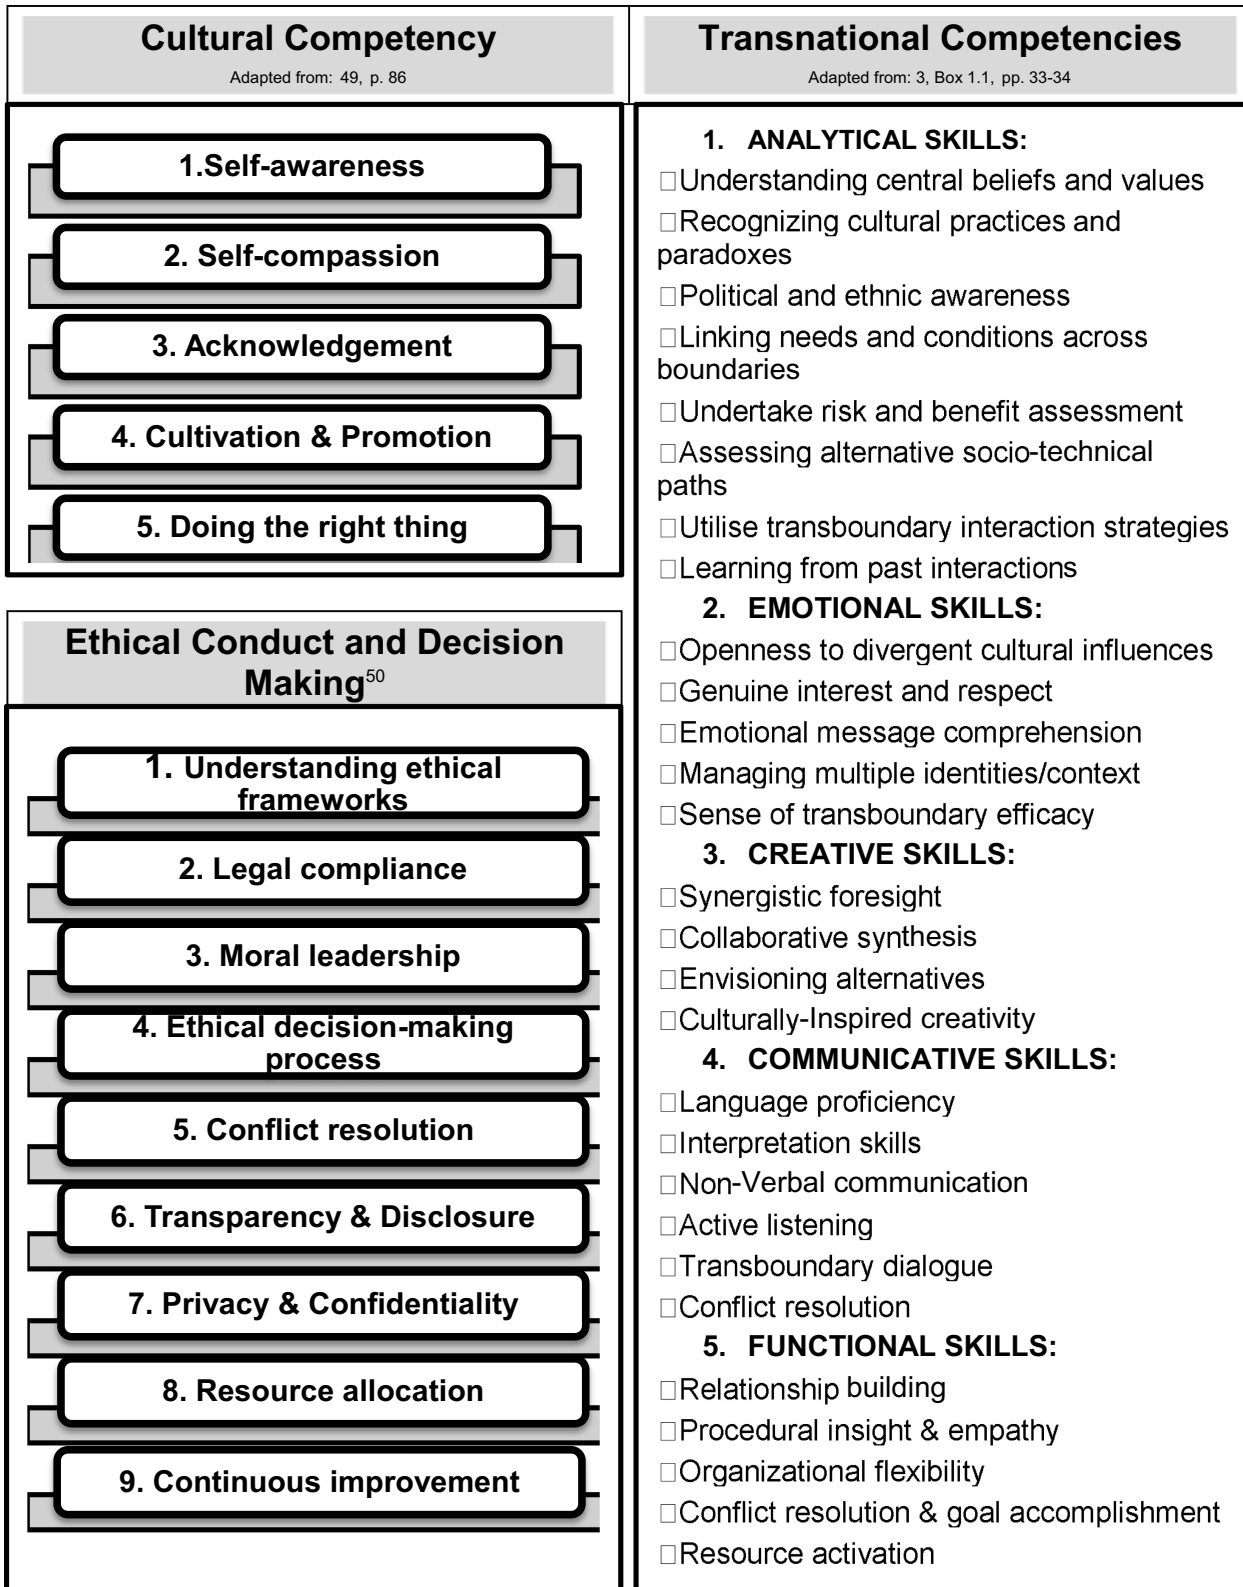 Cultural Competency
Adapted from: 49, p. 86
1.Self-awareness
2. Self-compassion
3. Acknowledgement
4. Cultivation & Promotion
5. Doing the right thing
Ethical Conduct and Decision
Making50
1. Understanding ethical
frameworks
2. Legal compliance
3. Moral leadership
4. Ethical decision-making
process
5. Conflict resolution
6. Transparency & Disclosure
7. Privacy & Confidentiality
8. Resource allocation
9. Continuous improvement
Transnational Competencies
Adapted from: 3, Box 1.1, pp. 33-34
1. ANALYTICAL SKILLS:
□Understanding central beliefs and values
□Recognizing cultural practices and
paradoxes
□Political and ethnic awareness
□Linking needs and conditions across
boundaries
□Undertake risk and benefit assessment
□Assessing alternative socio-technical
paths
□Utilise transboundary interaction strategies
□Learning from past interactions
2. EMOTIONAL SKILLS:
□Openness to divergent cultural influences
□Genuine interest and respect
□Emotional message comprehension
□Managing multiple identities/context
□Sense of transboundary efficacy
3. CREATIVE SKILLS:
□Synergistic foresight
□Collaborative synthesis
□Envisioning alternatives
□Culturally-Inspired creativity
4. COMMUNICATIVE SKILLS:
□Language proficiency
□Interpretation skills
□Non-Verbal communication
□Active listening
□Transboundary dialogue
□Conflict resolution
5. FUNCTIONAL SKILLS:
□Relationship building
□Procedural insight & empathy
□Organizational flexibility
□Conflict resolution & goal accomplishment
□Resource activation